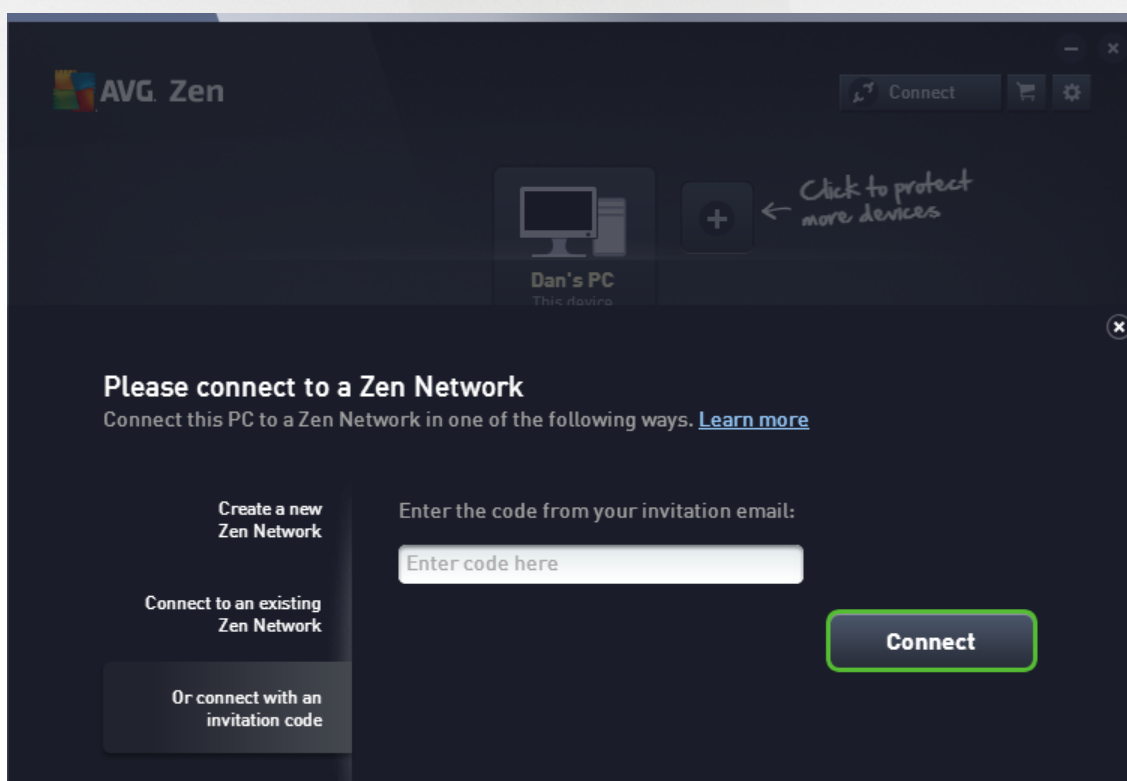 AVG. Zen
Connect
Click to protect
more devices
Dan's PC
This device
Please connect to a Zen Network
Connect this PC to a Zen Network in one of the following ways. Learn more
Create a new
Zen Network
Enter the code from your invitation email:
Enter code here
Connect to an existing
Zen Network
Connect
Or connect with an
invitation code